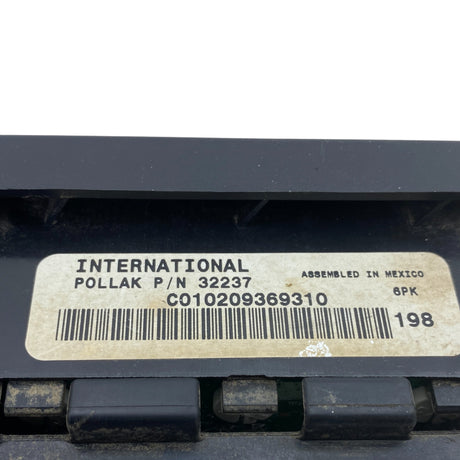 INTERNATIONAL
POLLAK P/N 32237
ASSEMBLED IN MEXICO
C010209369310
6PK
198